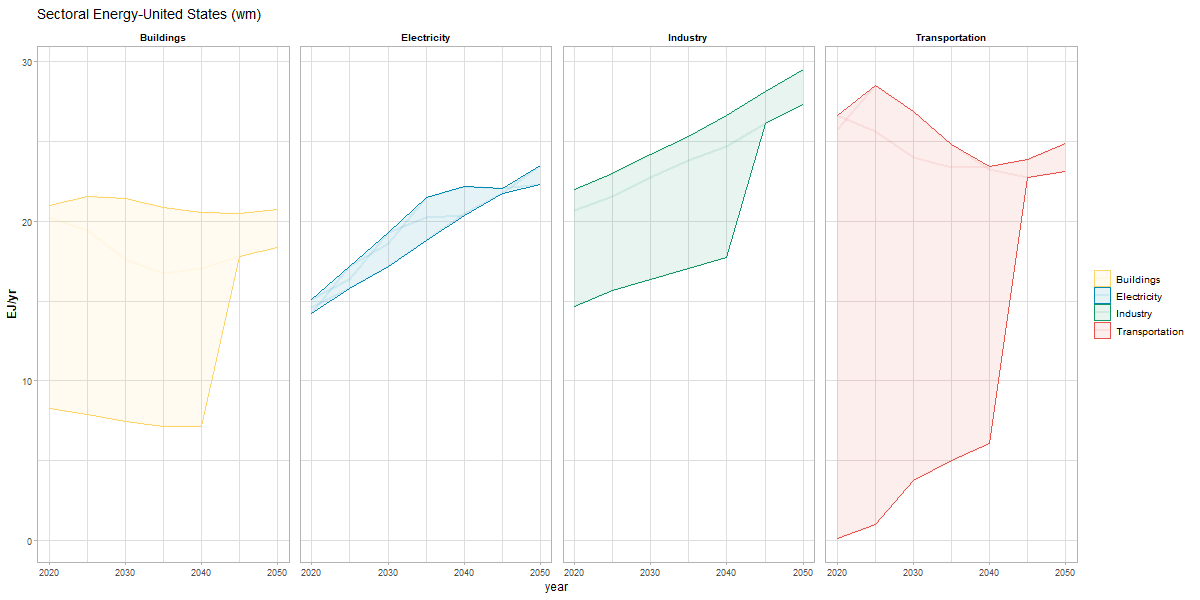 Sectoral Energy-United States (wm)
Buildings
Electricity
Industry
Transportation
30
20
10
0
EJ/yr
2020 2030 2040 2050
2020 2030 2040 2050
2020 2030 2040 2050
2020 2030 2040 2050
year
Buildings
Electricity
Industry
Transportation